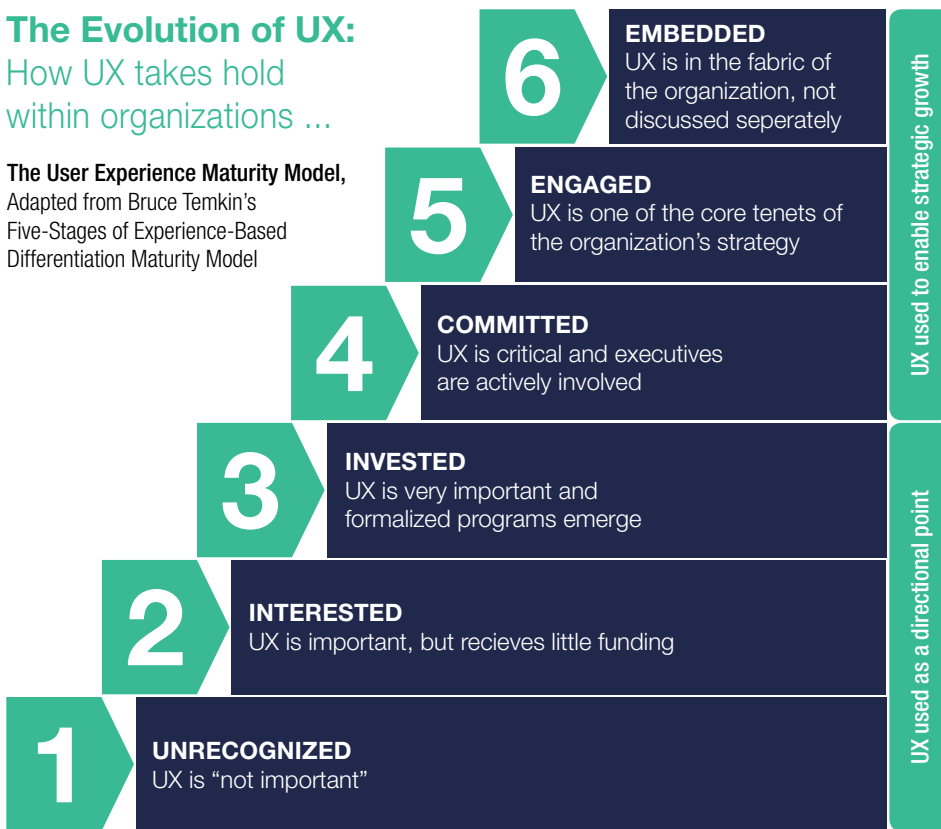 The Evolution of UX:
How UX takes hold
within organizations ...
The User Experience Maturity Model,
Adapted from Bruce Temkin's
Five-Stages of Experience-Based
Differentiation Maturity Model
6
EMBEDDED
UX is in the fabric of
the organization, not
discussed seperately
5
ENGAGED
UX is one of the core tenets of
the organization's strategy
4
COMMITTED
UX is critical and executives
are actively involved
3
INVESTED
UX is very important and
formalized programs emerge
2
INTERESTED
UX is important, but recieves little funding
1
UNRECOGNIZED
UX is “not important”
UX used to enable strategic growth
UX used as a directional point